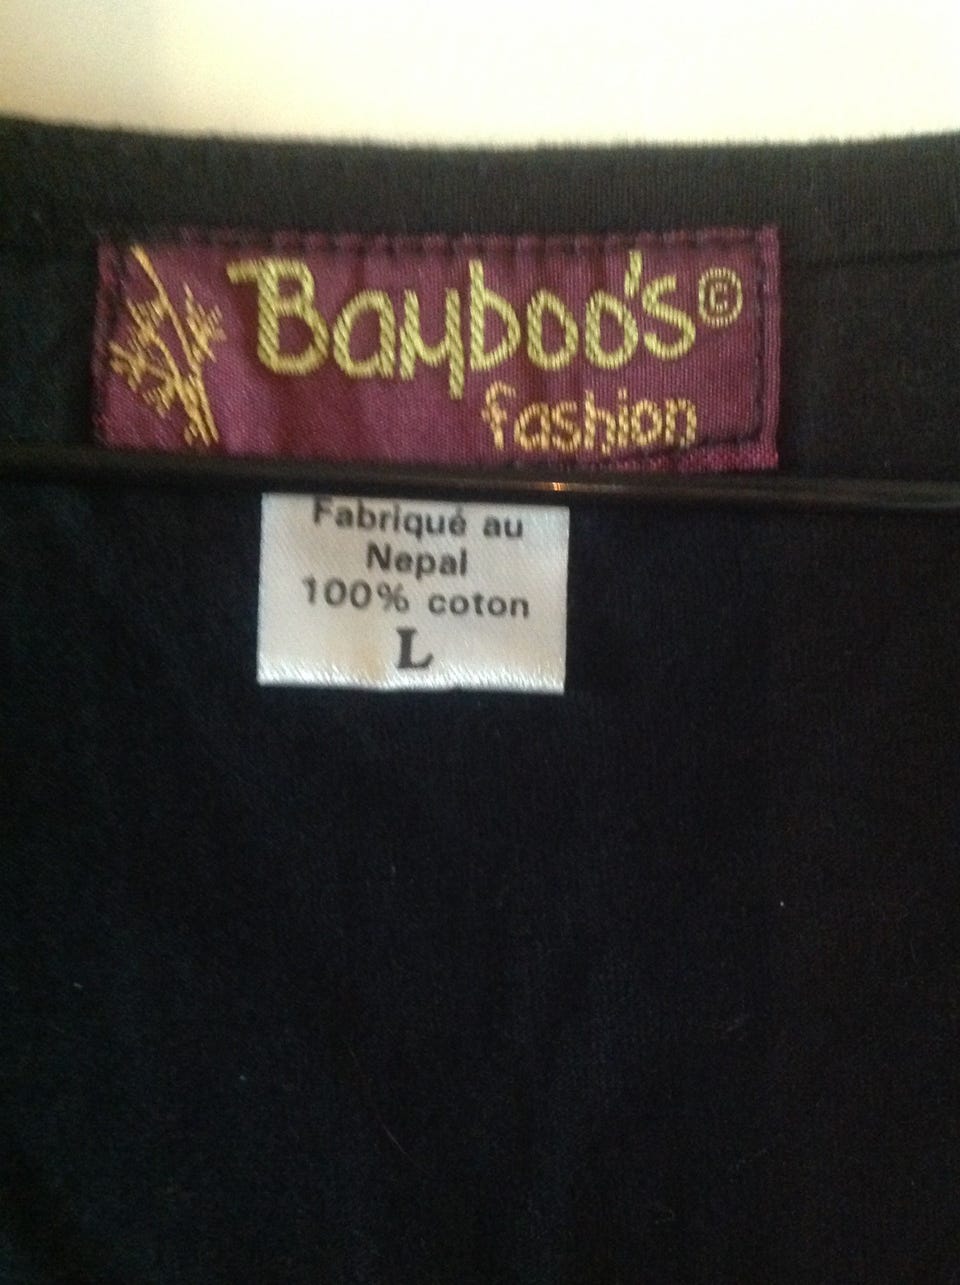 Bayboo's©
fashion
Fabriqué au
Nepal
100% coton
L